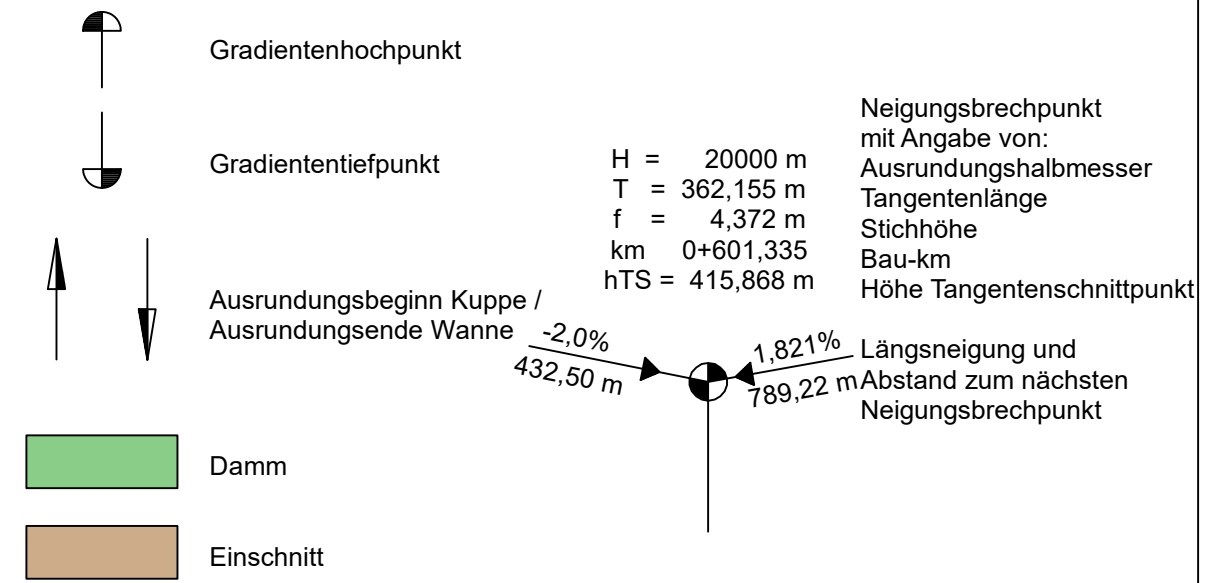 Gradientenhochpunkt
Gradiententiefpunkt
Ausrundungsbeginn Kuppe /
Ausrundungsende Wanne
Damm
Einschnitt
H = 20000 m
T = 362,155 m
f = 4,372 m
km 0+601,335
hTS = 415,868 m
Neigungsbrechpunkt
mit Angabe von:
Ausrundungshalbmesser
Tangentenlänge
Stichhöhe
Bau-km
Höhe Tangentenschnittpunkt
-2,0%
432,50 m
1,821%
789,22 m
Längsneigung und
Abstand zum nächsten
Neigungsbrechpunkt